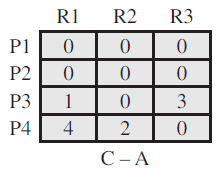 R1 R2 R3
P1 0 0 0
P2 0 0 0
P3 1 0 3
P4 4 2 0
C – A